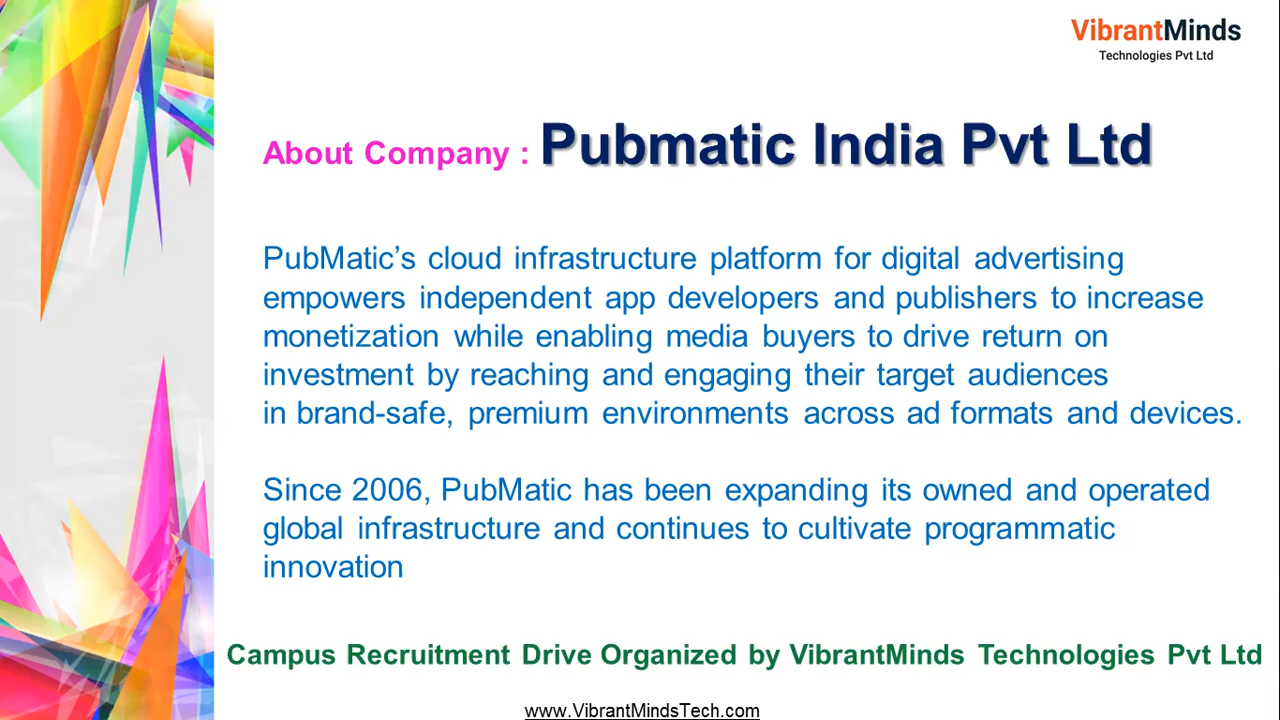 VibrantMinds
Technologies Pvt Ltd
About Company : Pubmatic India Pvt Ltd
PubMatic’s cloud infrastructure platform for digital advertising
empowers independent app developers and publishers to increase
monetization while enabling media buyers to drive return on
investment by reaching and engaging their target audiences
in brand-safe, premium environments across ad formats and devices.
Since 2006, PubMatic has been expanding its owned and operated
global infrastructure and continues to cultivate programmatic
innovation
Campus Recruitment Drive Organized by VibrantMinds Technologies Pvt Ltd
www.VibrantMindsTech.com